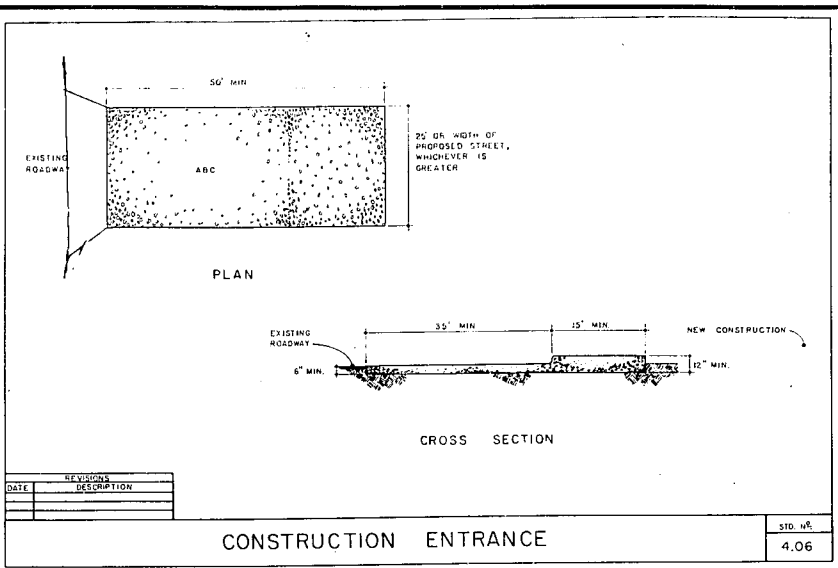 50' MIN
25' OR WIDTH OF
PROPOSED STREET,
WHICHEVER IS
GREATER
EXISTING
ROADWAY
ABC
PLAN
EXISTING
ROADWAY
35' MIN
15' MIN.
NEW CONSTRUCTION
6" MIN.
12" MIN.
CROSS SECTION
REVISIONS
DATE DESCRIPTION
CONSTRUCTION ENTRANCE
STD. Nº:
4.06